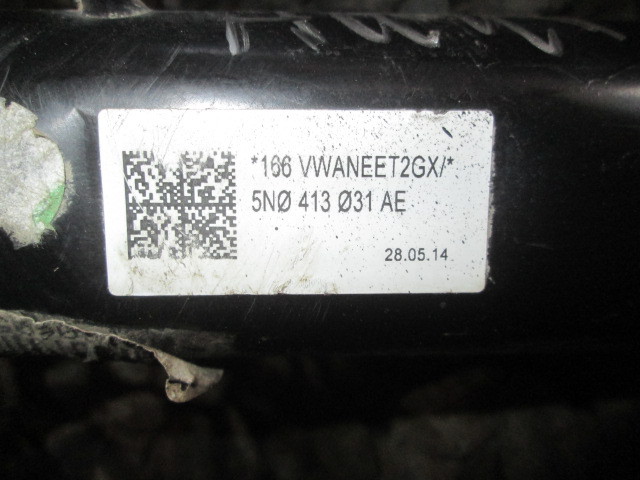 *166 VWANEET2GX/*
5NØ 413 Ø31 AE
28.05.14